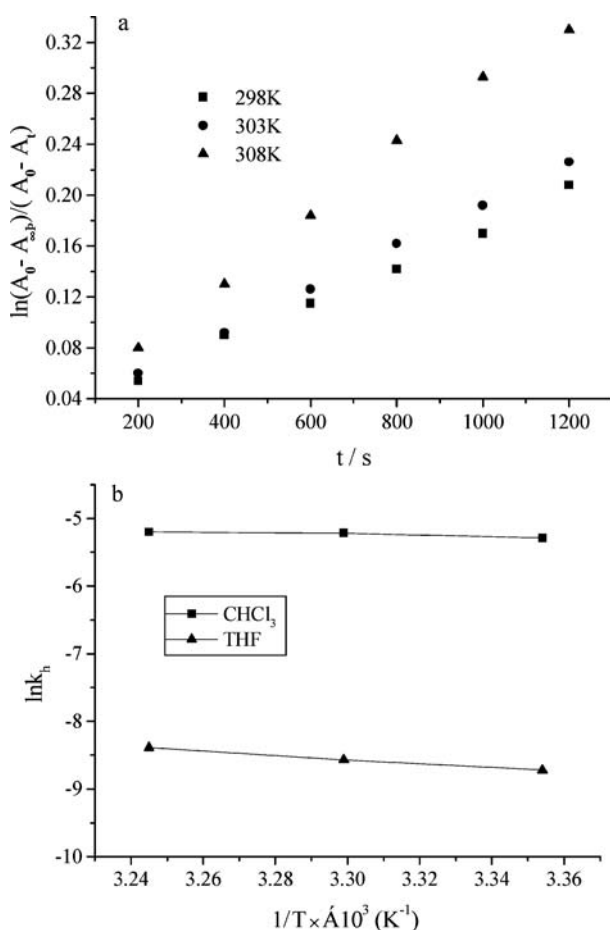 a
0.32
0.28
0.24
0.20
0.16
0.12
0.08
0.04
ln(A₀- A∞ᵇ)/( A₀- Aₜ)
298K
303K
308K
200 400 600 800 1000 1200
t / s
b
-5
-6
-7
-8
-9
-10
lnkₕ
CHCl₃
THF
3.24 3.26 3.28 3.30 3.32 3.34 3.36
1/T×Á10³ (K⁻¹)